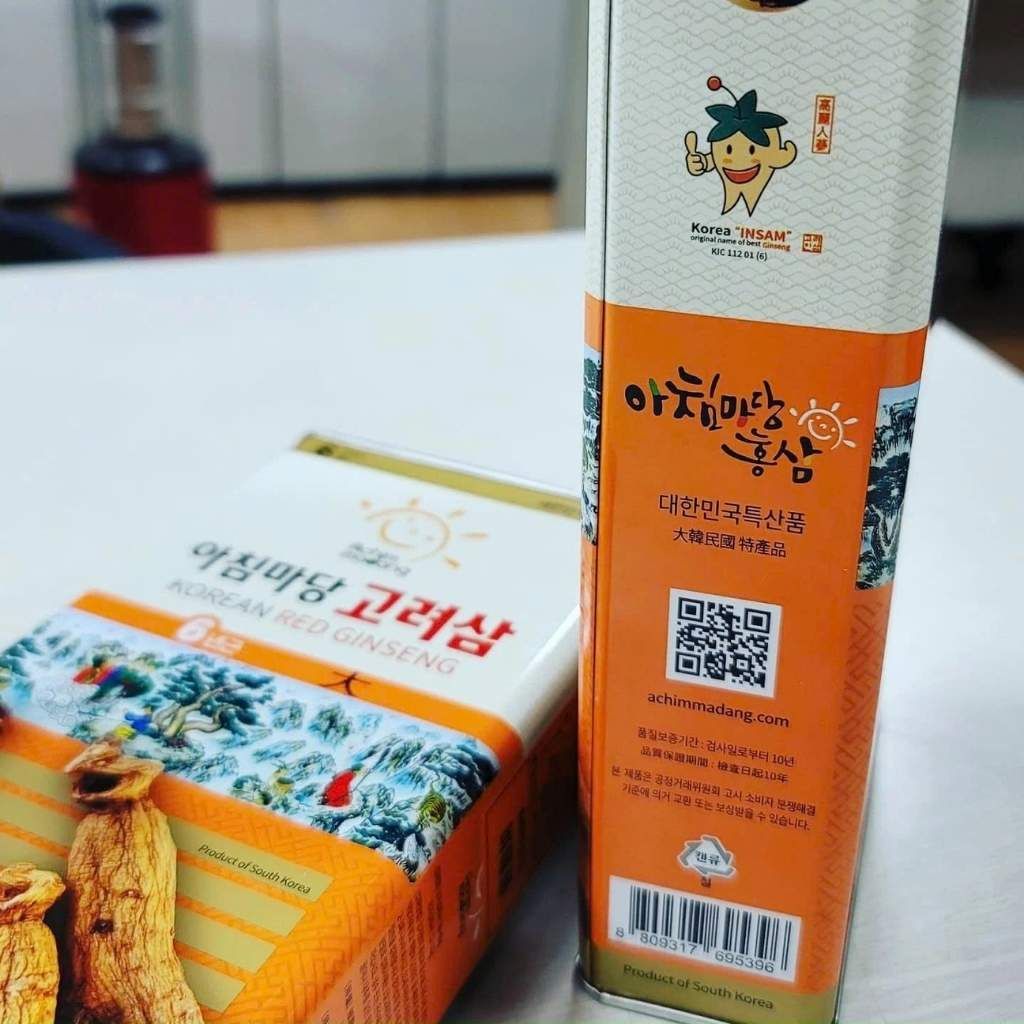 高麗人蔘
Korea "INSAM"
original name of best Ginseng
KIC 112 01 (6)
아침마당
홍삼
대한민국특산품
大韓民國 特產品
achimmadang.com
품질보증기간 : 검사일로부터 10년
品質保證期間 : 檢查日起10年
본 제품은 공정거래위원회 고시 소비자 분쟁해결
기준에 의거 교환 또는 보상받을 수 있습니다.
캔류
철
8 809317 695396
Product of South Korea
아침마당 고려삼
KOREAN RED GINSENG
6년근
大
Product of South Korea